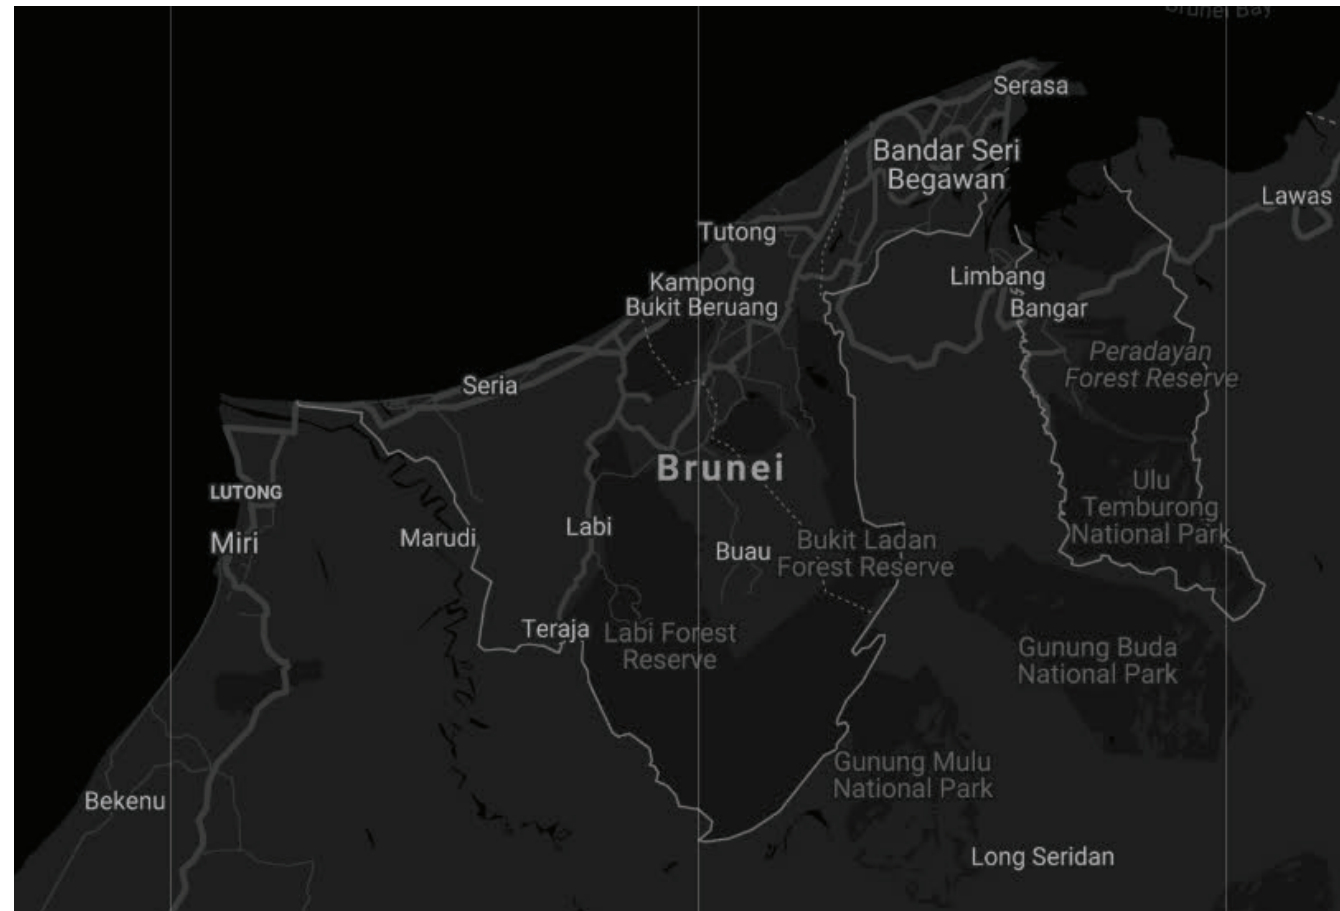 Brunei Bay
Serasa
Bandar Seri
Begawan
Lawas
Tutong
Limbang
Kampong
Bukit Beruang
Bangar
Peradayan
Forest Reserve
Seria
Brunei
LUTONG
Ulu
Temburong
National Park
Miri
Marudi
Labi
Buau
Bukit Ladan
Forest Reserve
Teraja
Labi Forest
Reserve
Gunung Buda
National Park
Gunung Mulu
National Park
Bekenu
Long Seridan